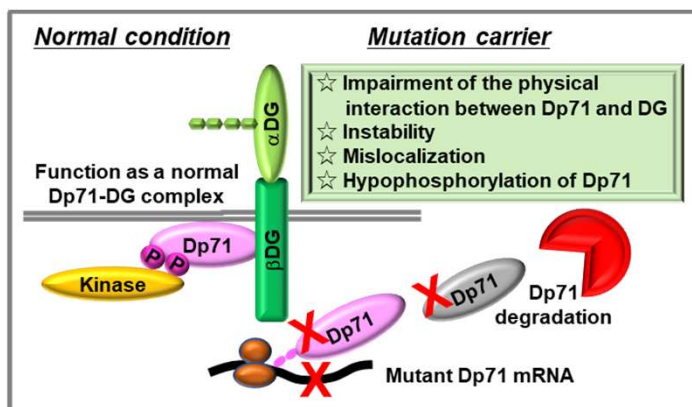 Normal condition
Mutation carrier
☆ Impairment of the physical
interaction between Dp71 and DG
☆ Instability
☆ Mislocalization
☆ Hypophosphorylation of Dp71
αDG
Function as a normal
Dp71-DG complex
βDG
Dp71
P P
Kinase
Dp71
Dp71
Dp71
degradation
Mutant Dp71 mRNA